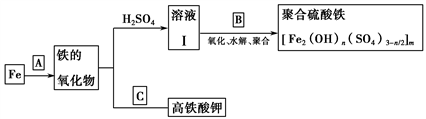 Fe
A
铁的
氧化物
H₂SO₄
溶液
Ⅰ
B
氧化、水解、聚合
聚合硫酸铁
[Fe₂(OH)ₙ(SO₄)₃₋ₙ/₂]ₘ
C
高铁酸钾